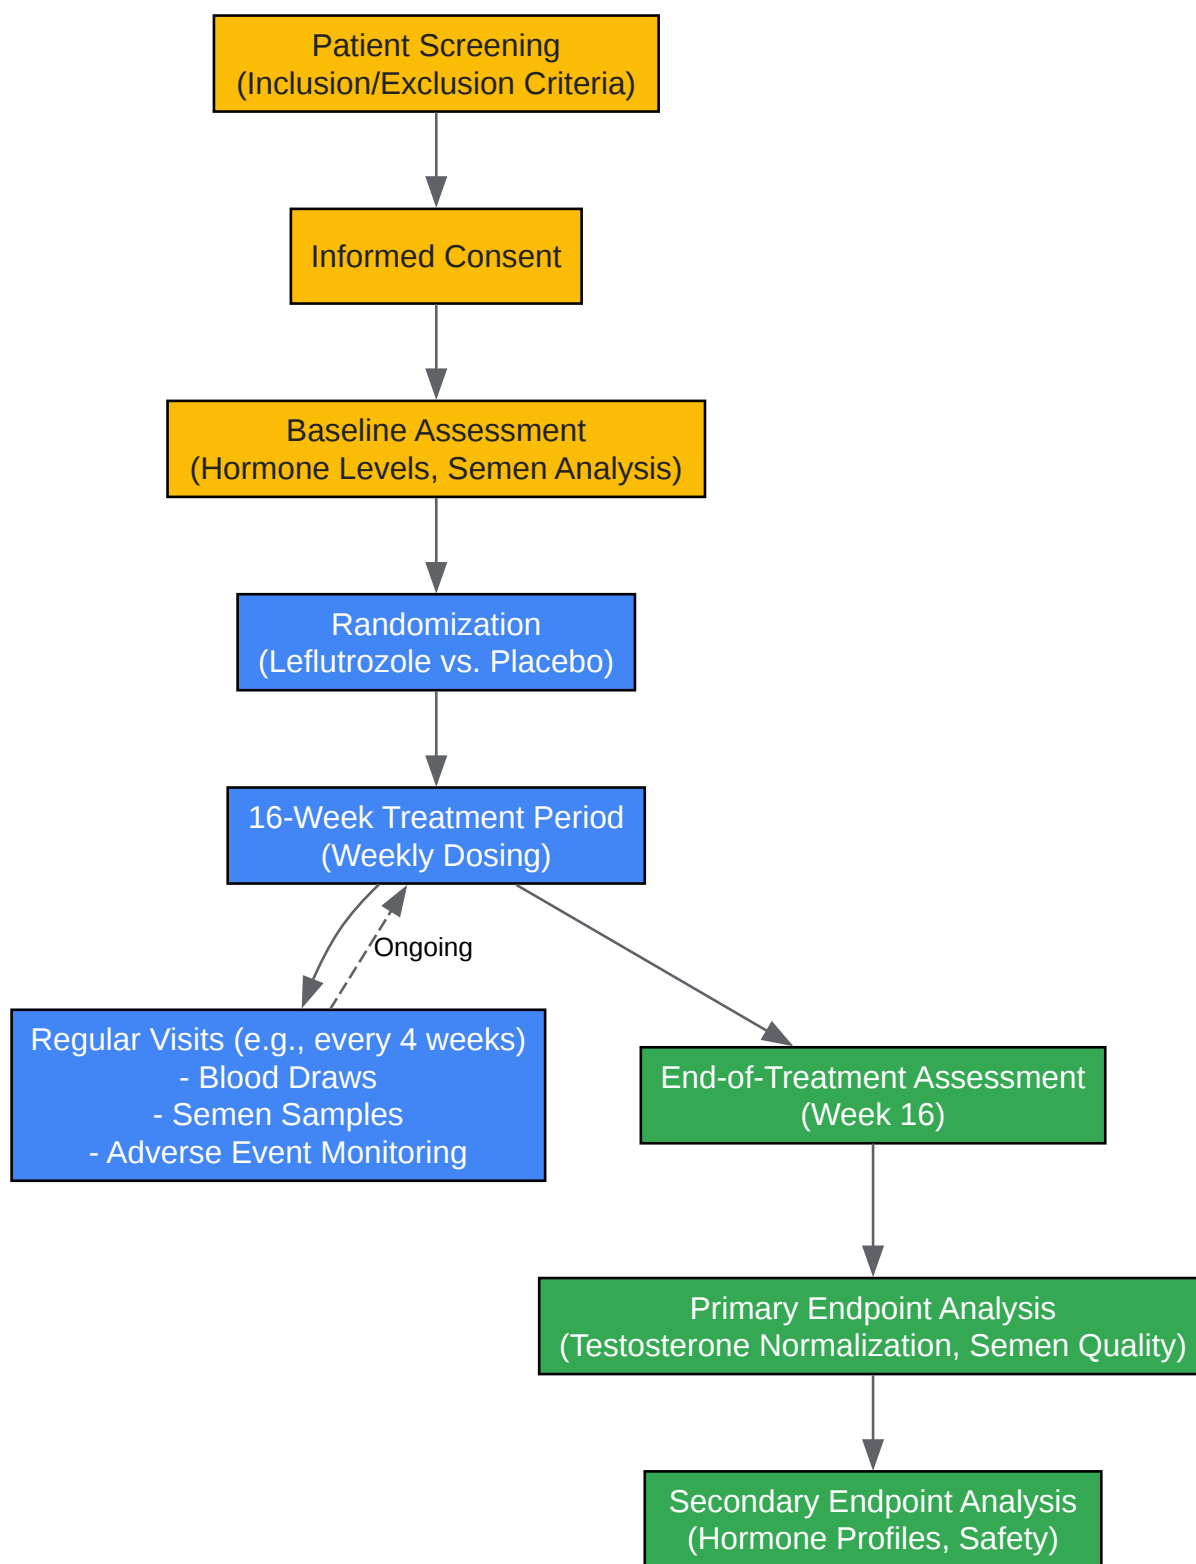 Patient Screening
(Inclusion/Exclusion Criteria)
Informed Consent
Baseline Assessment
(Hormone Levels, Semen Analysis)
Randomization
(Leflutrozole vs. Placebo)
16-Week Treatment Period
(Weekly Dosing)
Ongoing
Regular Visits (e.g., every 4 weeks)
- Blood Draws
- Semen Samples
- Adverse Event Monitoring
End-of-Treatment Assessment
(Week 16)
Primary Endpoint Analysis
(Testosterone Normalization, Semen Quality)
Secondary Endpoint Analysis
(Hormone Profiles, Safety)